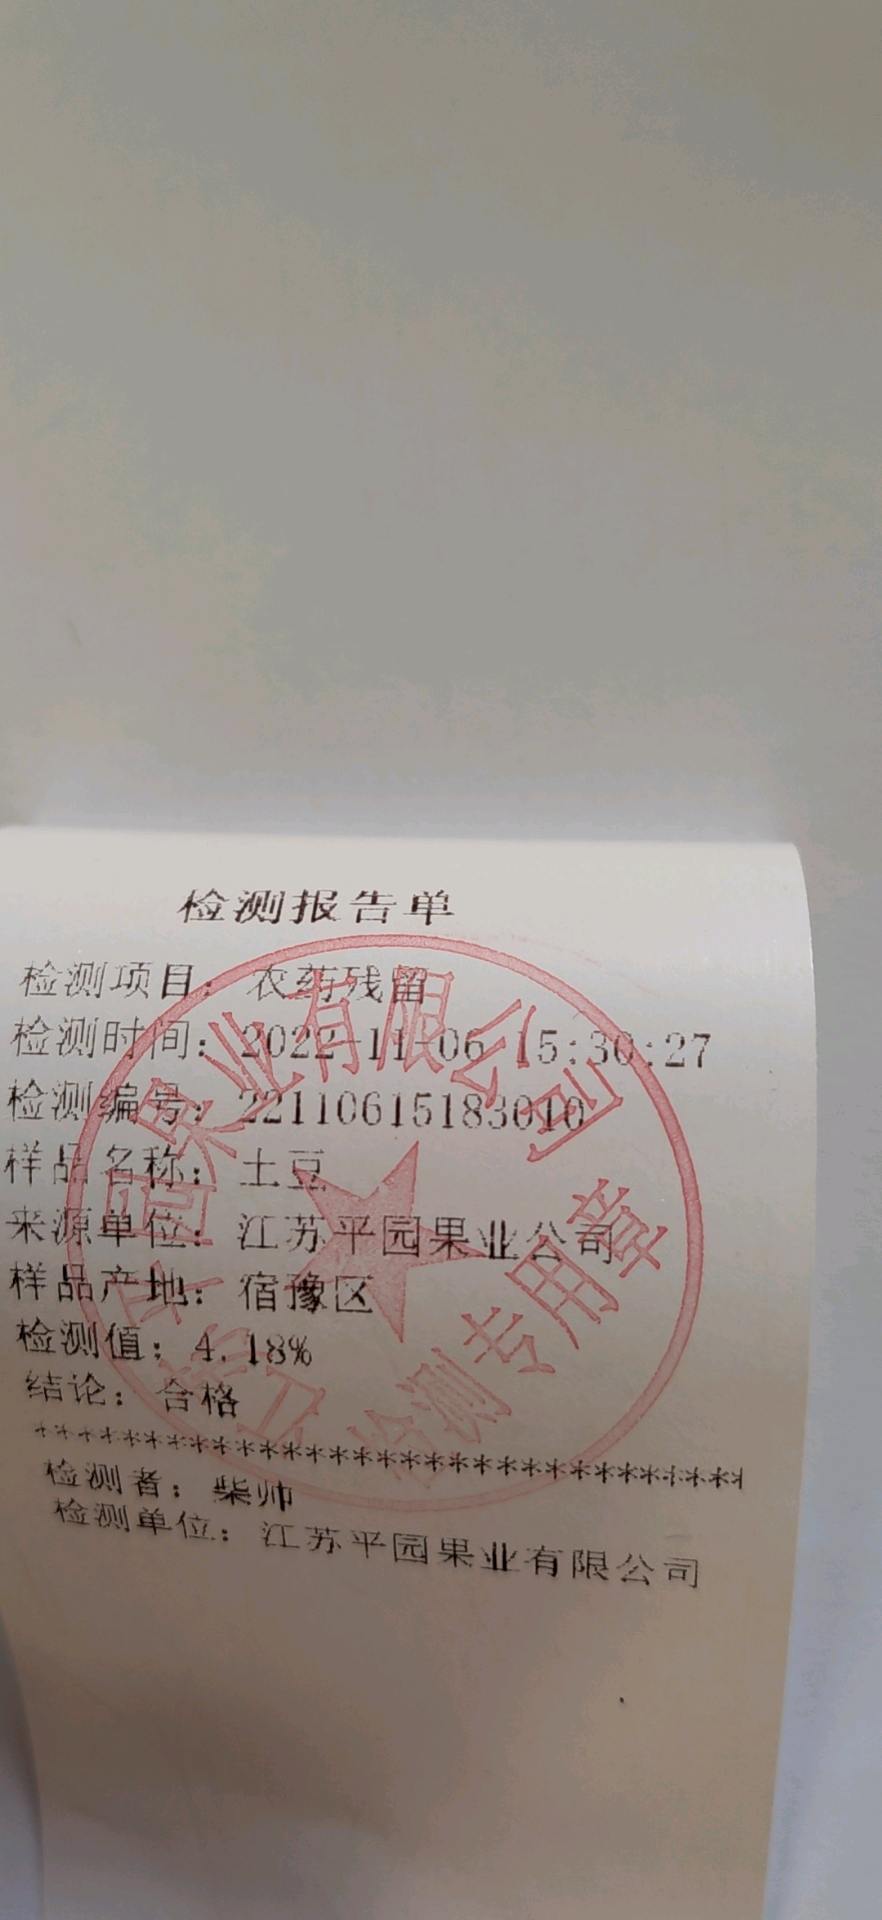 检测报告单
检测项目：农药残留
检测时间：2022-11-06 15:30:27
检测编号：22110615183010
样品名称：土豆
来源单位：江苏平园果业公司
样品产地：宿豫区
检测值：4.18%
结论：合格
******************************
检测者：柴帅
检测单位：江苏平园果业有限公司
江苏平园果业有限公司
检测专用章